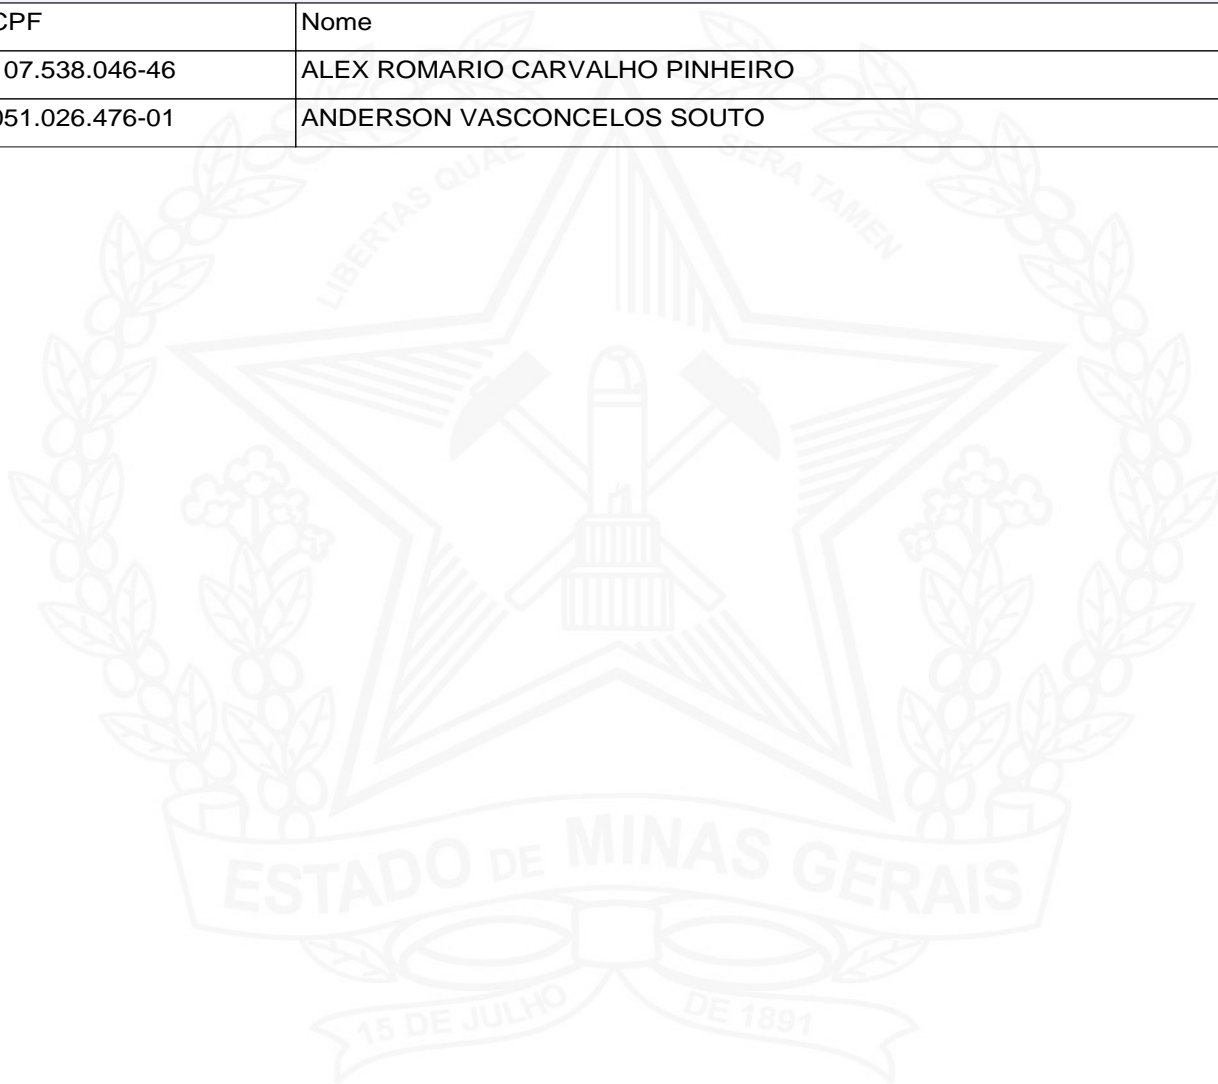 CPF Nome
07.538.046-46 ALEX ROMARIO CARVALHO PINHEIRO
051.026.476-01 ANDERSON VASCONCELOS SOUTO
LIBERTAS QUAE SERA TAMEN
ESTADO DE MINAS GERAIS
15 DE JULHO DE 1891